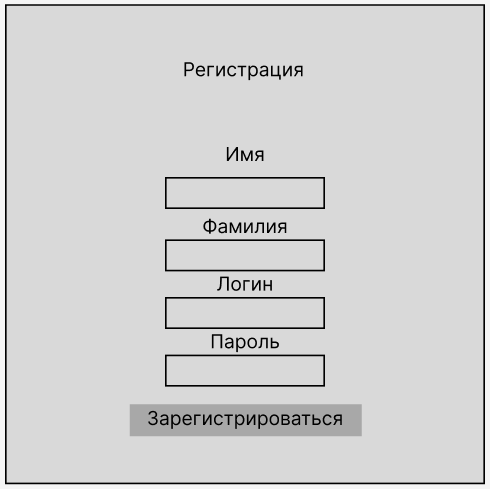 Регистрация
Имя
Фамилия
Логин
Пароль
Зарегистрироваться